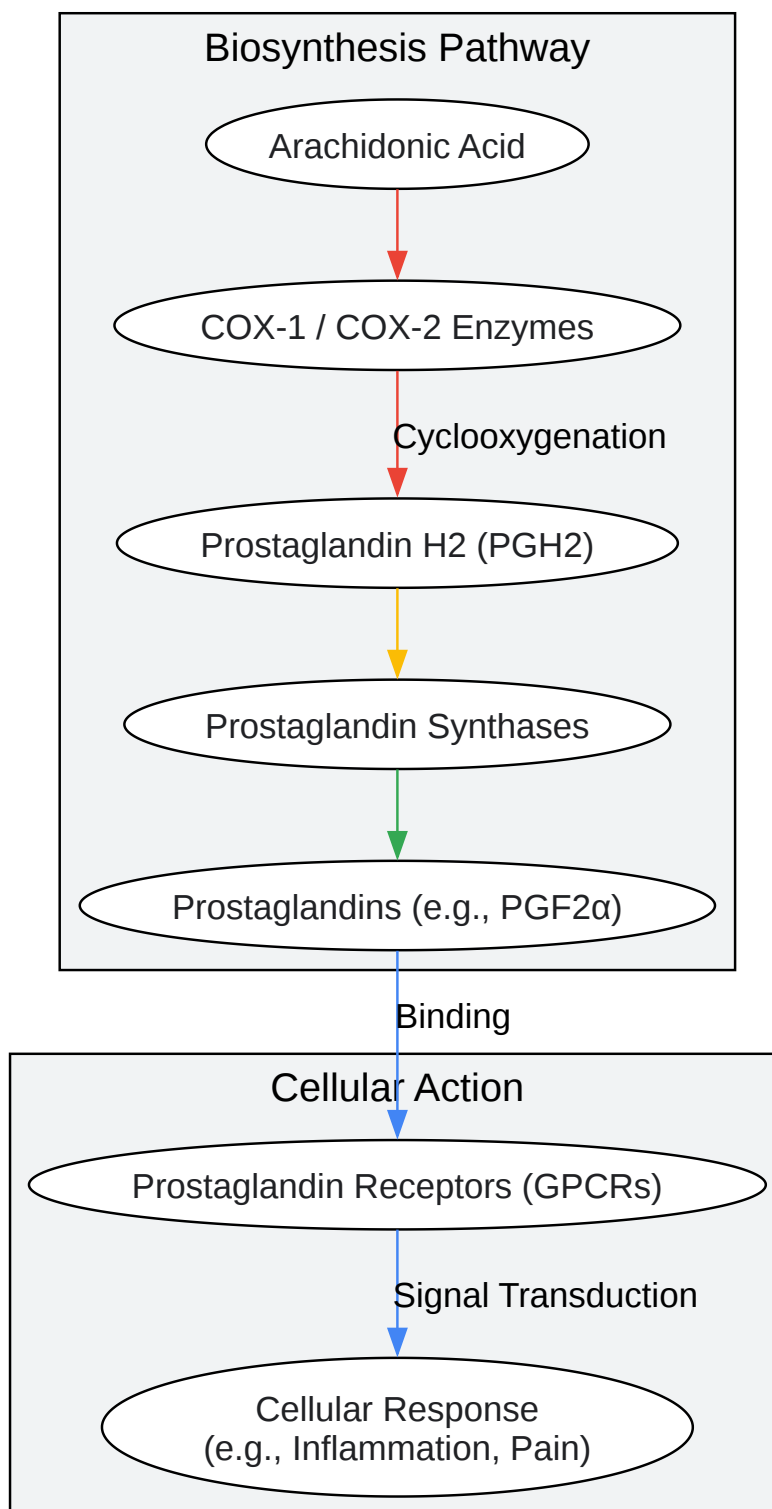 Biosynthesis Pathway
Arachidonic Acid
COX-1 / COX-2 Enzymes
Cyclooxygenation
Prostaglandin H2 (PGH2)
Prostaglandin Synthases
Prostaglandins (e.g., PGF2α)
Binding
Cellular Action
Prostaglandin Receptors (GPCRs)
Signal Transduction
Cellular Response
(e.g., Inflammation, Pain)